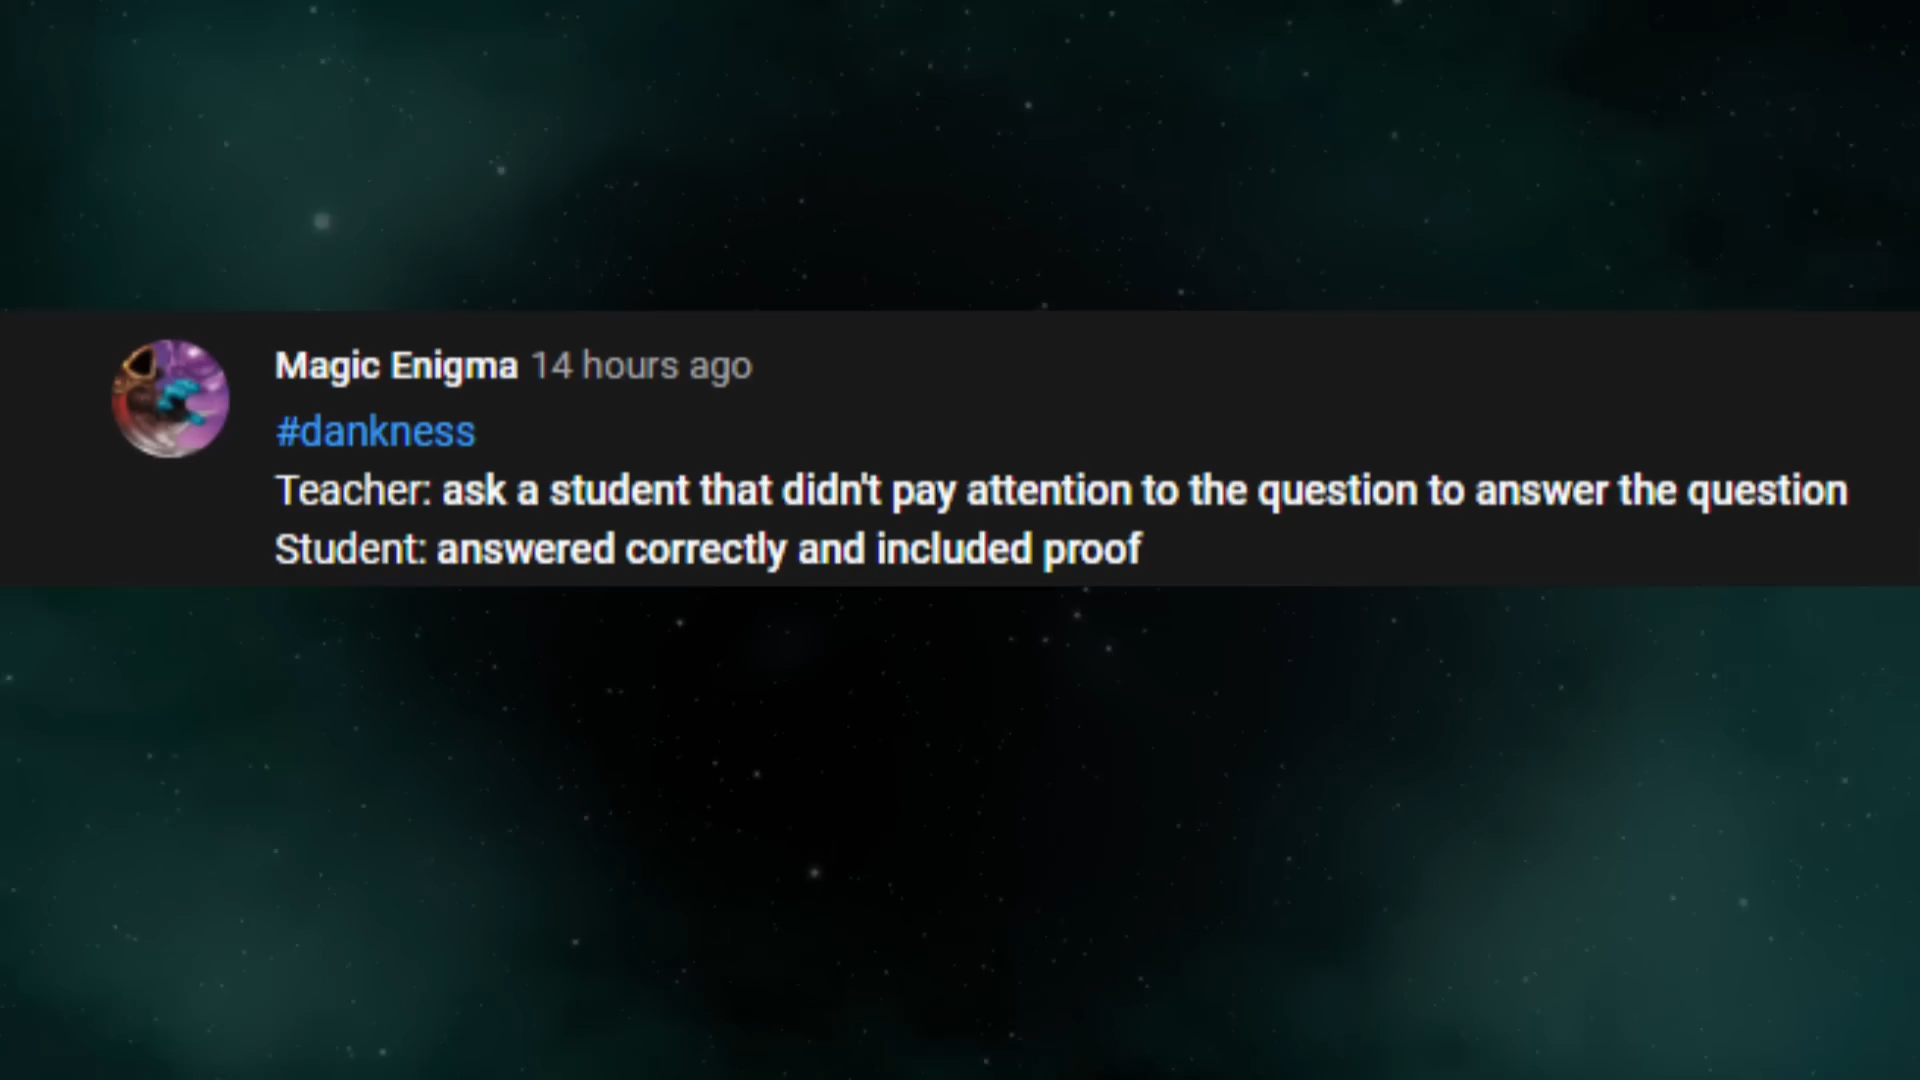 Magic Enigma 14 hours ago
#dankness
Teacher: ask a student that didn't pay attention to the question to answer the question
Student: answered correctly and included proof